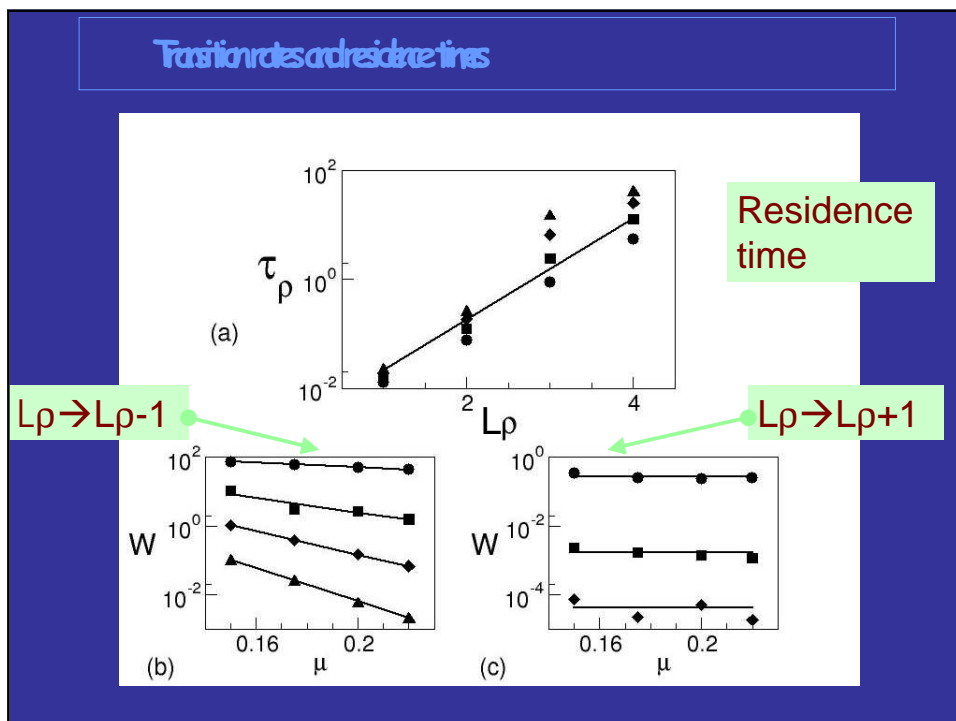 Transition rates and residence times
10²
Residence
time
τρ
10⁰
(a)
10⁻²
2
4
Lρ→Lρ-1
Lρ
Lρ→Lρ+1
10²
10⁰
W
10⁰
W
10⁻²
10⁻²
10⁻⁴
0.16
0.2
0.16
0.2
(b)
μ
(c)
μ